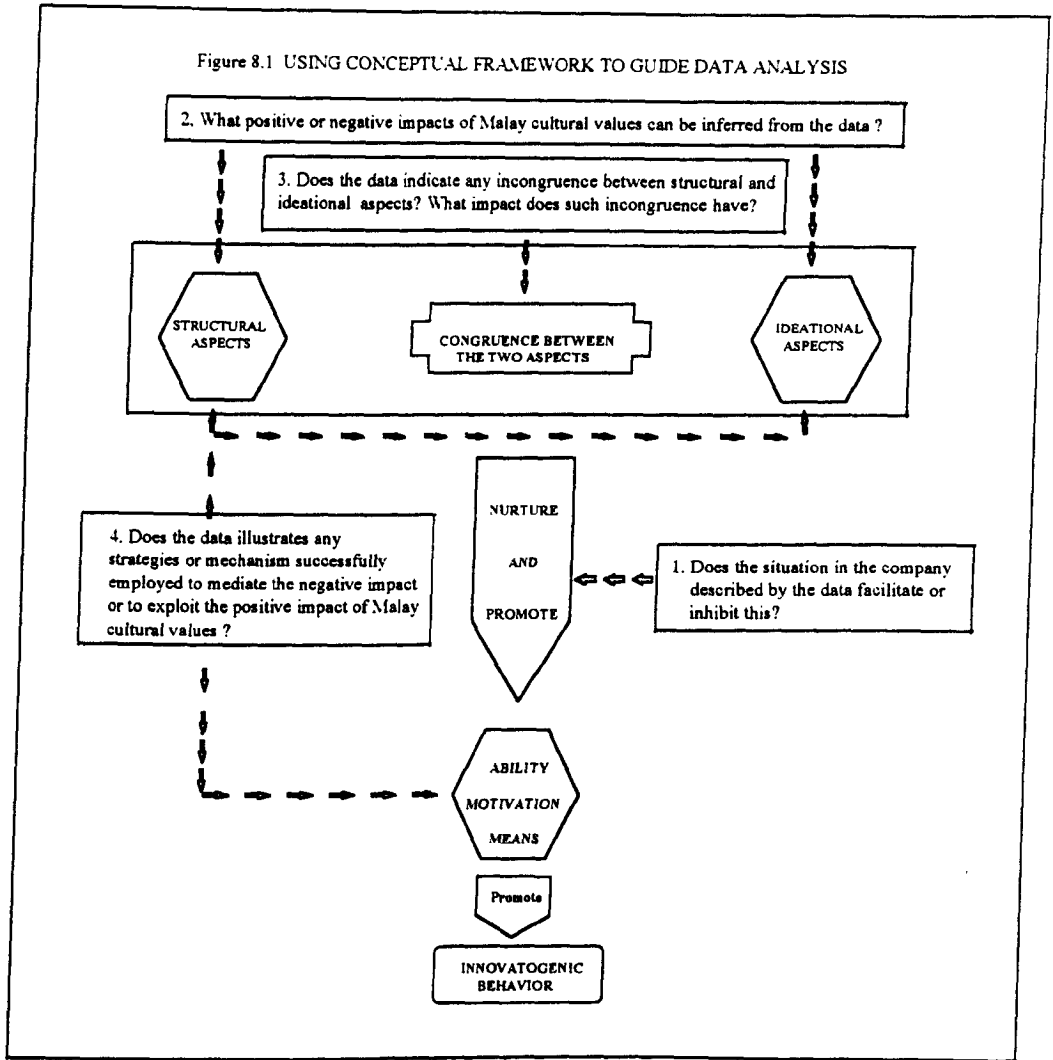 Figure 8.1 USING CONCEPTUAL FRAMEWORK TO GUIDE DATA ANALYSIS
2. What positive or negative impacts of Malay cultural values can be inferred from the data ?
3. Does the data indicate any incongruence between structural and
ideational aspects? What impact does such incongruence have?
STRUCTURAL
ASPECTS
CONGRUENCE BETWEEN
THE TWO ASPECTS
IDEATIONAL
ASPECTS
NURTURE
AND
PROMOTE
4. Does the data illustrates any
strategies or mechanism successfully
employed to mediate the negative impact
or to exploit the positive impact of Malay
cultural values ?
1. Does the situation in the company
described by the data facilitate or
inhibit this?
ABILITY
MOTIVATION
MEANS
Promote
INNOVATOGENIC
BEHAVIOR